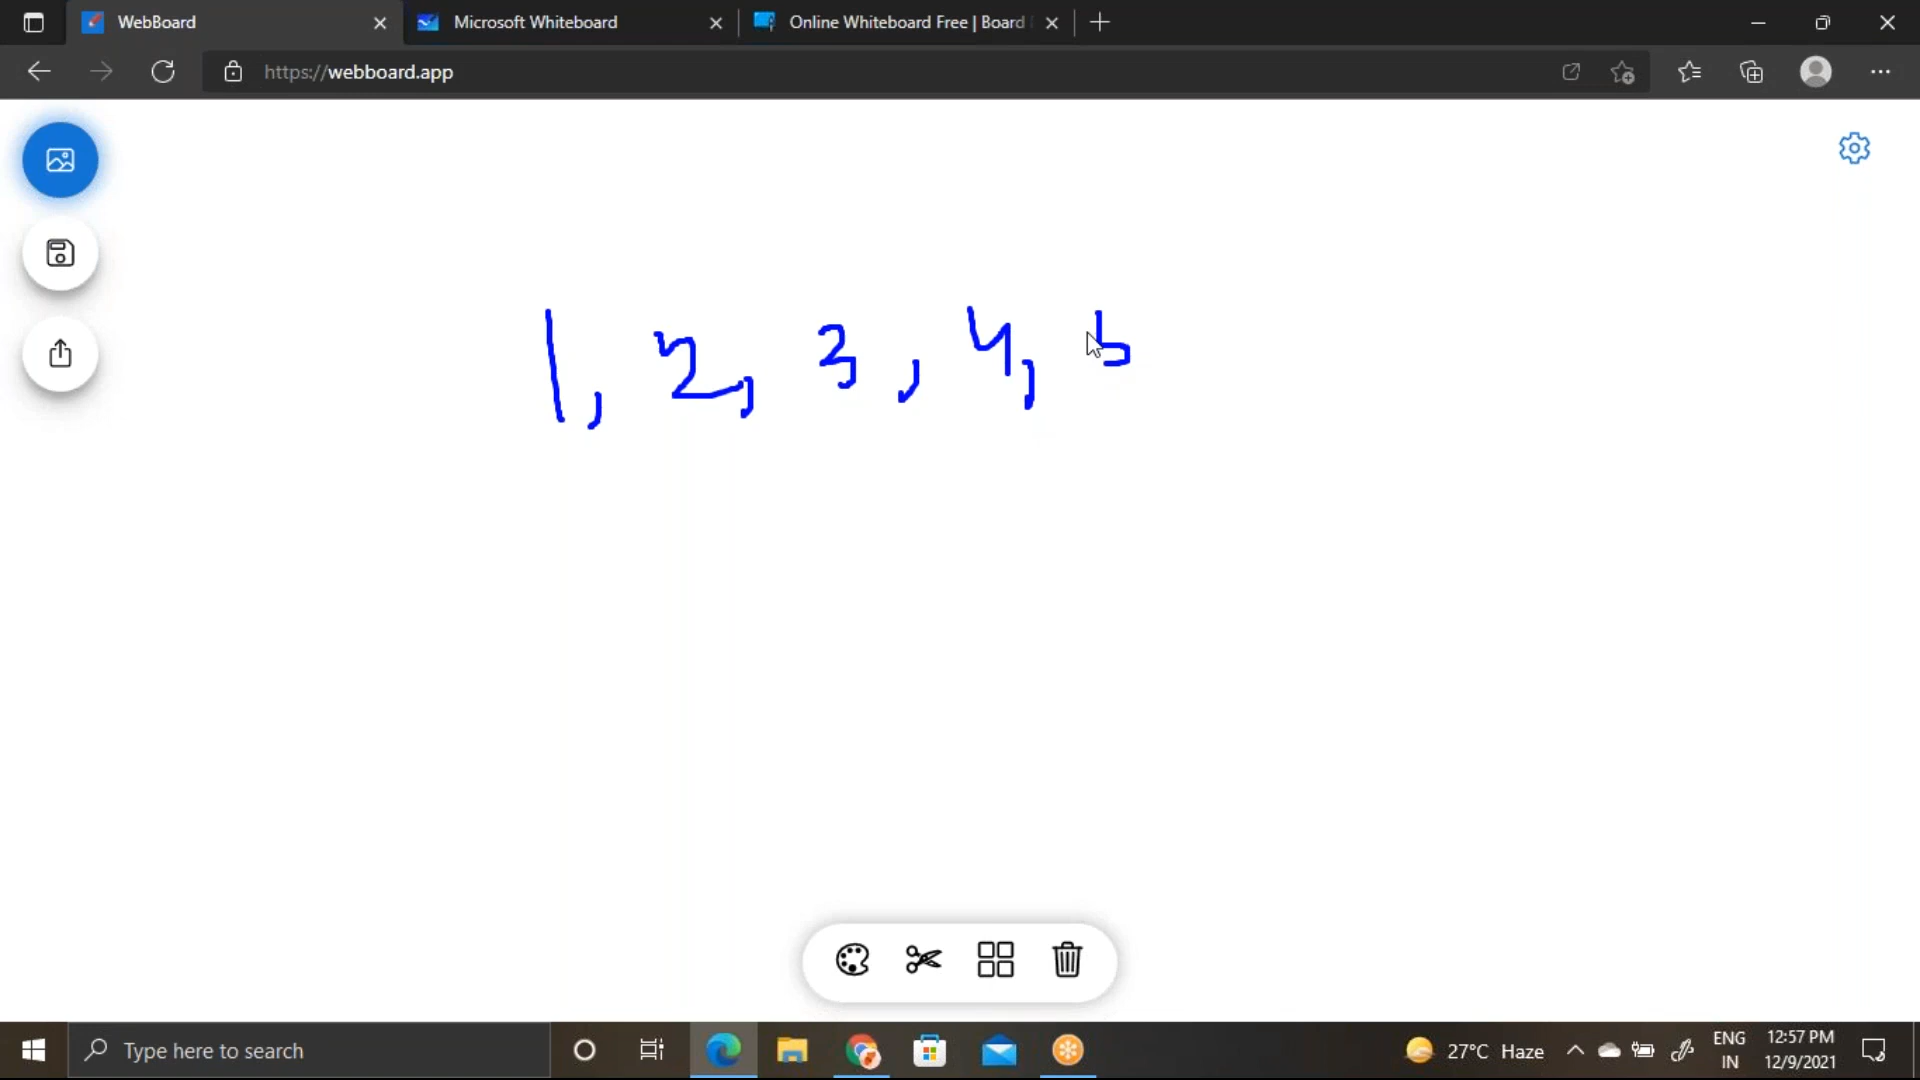 WebBoard
Microsoft Whiteboard
Online Whiteboard Free | Board
https://webboard.app
1, 2, 3, 4, 5
Type here to search
27°C Haze
ENG
IN
12:57 PM
12/9/2021